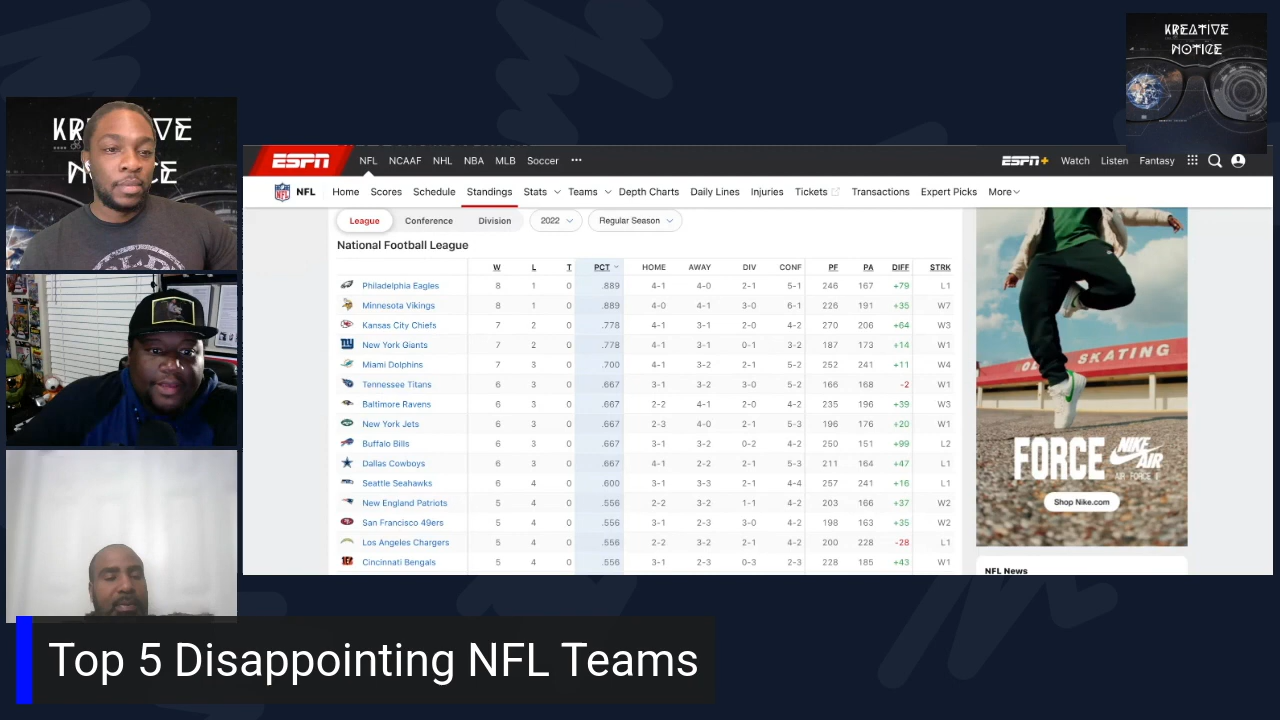 KREATIVE
NOTICE
KREATIVE
NOTICE
ESPN NFL NCAAF NHL NBA MLB Soccer ••• ESPN+ Watch Listen Fantasy
NFL Home Scores Schedule Standings Stats Teams Depth Charts Daily Lines Injuries Tickets Transactions Expert Picks More
League Conference Division 2022 Regular Season
National Football League
W L T PCT HOME AWAY DIV CONF PF PA DIFF STRK
Philadelphia Eagles 8 1 0 .889 4-1 4-0 2-1 5-1 246 167 +79 L1
Minnesota Vikings 8 1 0 .889 4-0 4-1 3-0 6-1 226 191 +35 W7
Kansas City Chiefs 7 2 0 .778 4-1 3-1 2-0 4-2 270 206 +64 W3
New York Giants 7 2 0 .778 4-1 3-1 0-1 3-2 187 173 +14 W1
Miami Dolphins 7 3 0 .700 4-1 3-2 2-1 5-2 252 241 +11 W4
Tennessee Titans 6 3 0 .667 3-1 3-2 3-0 5-2 166 168 -2 W1
Baltimore Ravens 6 3 0 .667 2-2 4-1 2-0 4-2 235 196 +39 W3
New York Jets 6 3 0 .667 2-3 4-0 2-1 5-3 196 176 +20 W1
Buffalo Bills 6 3 0 .667 3-1 3-2 0-2 4-2 250 151 +99 L2
Dallas Cowboys 6 3 0 .667 4-1 2-2 2-1 5-3 211 164 +47 L1
Seattle Seahawks 6 4 0 .600 3-1 3-3 2-1 4-4 257 241 +16 L1
New England Patriots 5 4 0 .556 2-2 3-2 1-1 4-2 203 166 +37 W2
San Francisco 49ers 5 4 0 .556 3-1 2-3 3-0 4-2 198 163 +35 W2
Los Angeles Chargers 5 4 0 .556 2-2 3-2 2-1 4-2 200 228 -28 L1
Cincinnati Bengals 5 4 0 .556 3-1 2-3 0-3 2-3 228 185 +43 W1
SKATING
FORCE NIKE AIR
AIR FORCE 1
Shop Nike.com
NFL News
Top 5 Disappointing NFL Teams